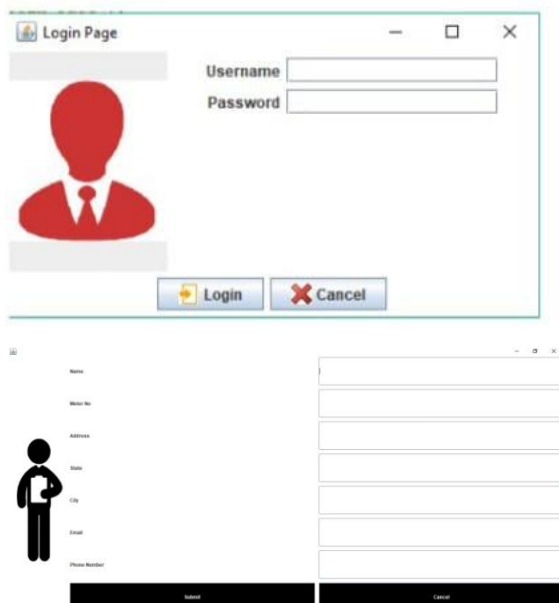 Login Page
Username
Password
Login Cancel
Name
Meter No
Address
State
City
Email
Phone Number
Submit Cancel